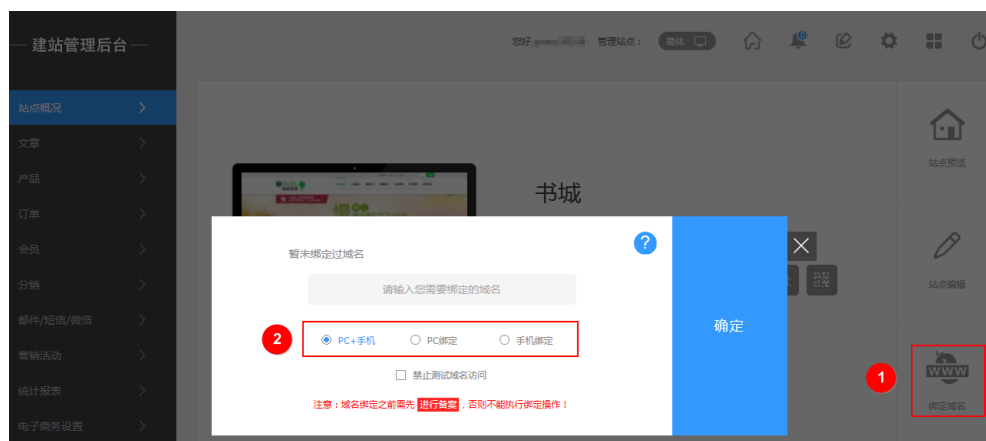 建站管理后台
您好
管理站点：
简体
站点概况
文章
产品
订单
会员
分销
邮件/短信/微信
营销活动
统计报表
电子商务设置
书城
站点预览
站点编辑
1
WWW
绑定域名
暂未绑定过域名
?
请输入您需要绑定的域名
2
PC+手机
PC绑定
手机绑定
禁止测试域名访问
注意：域名绑定之前需先 进行备案 ，否则不能执行绑定操作！
确定